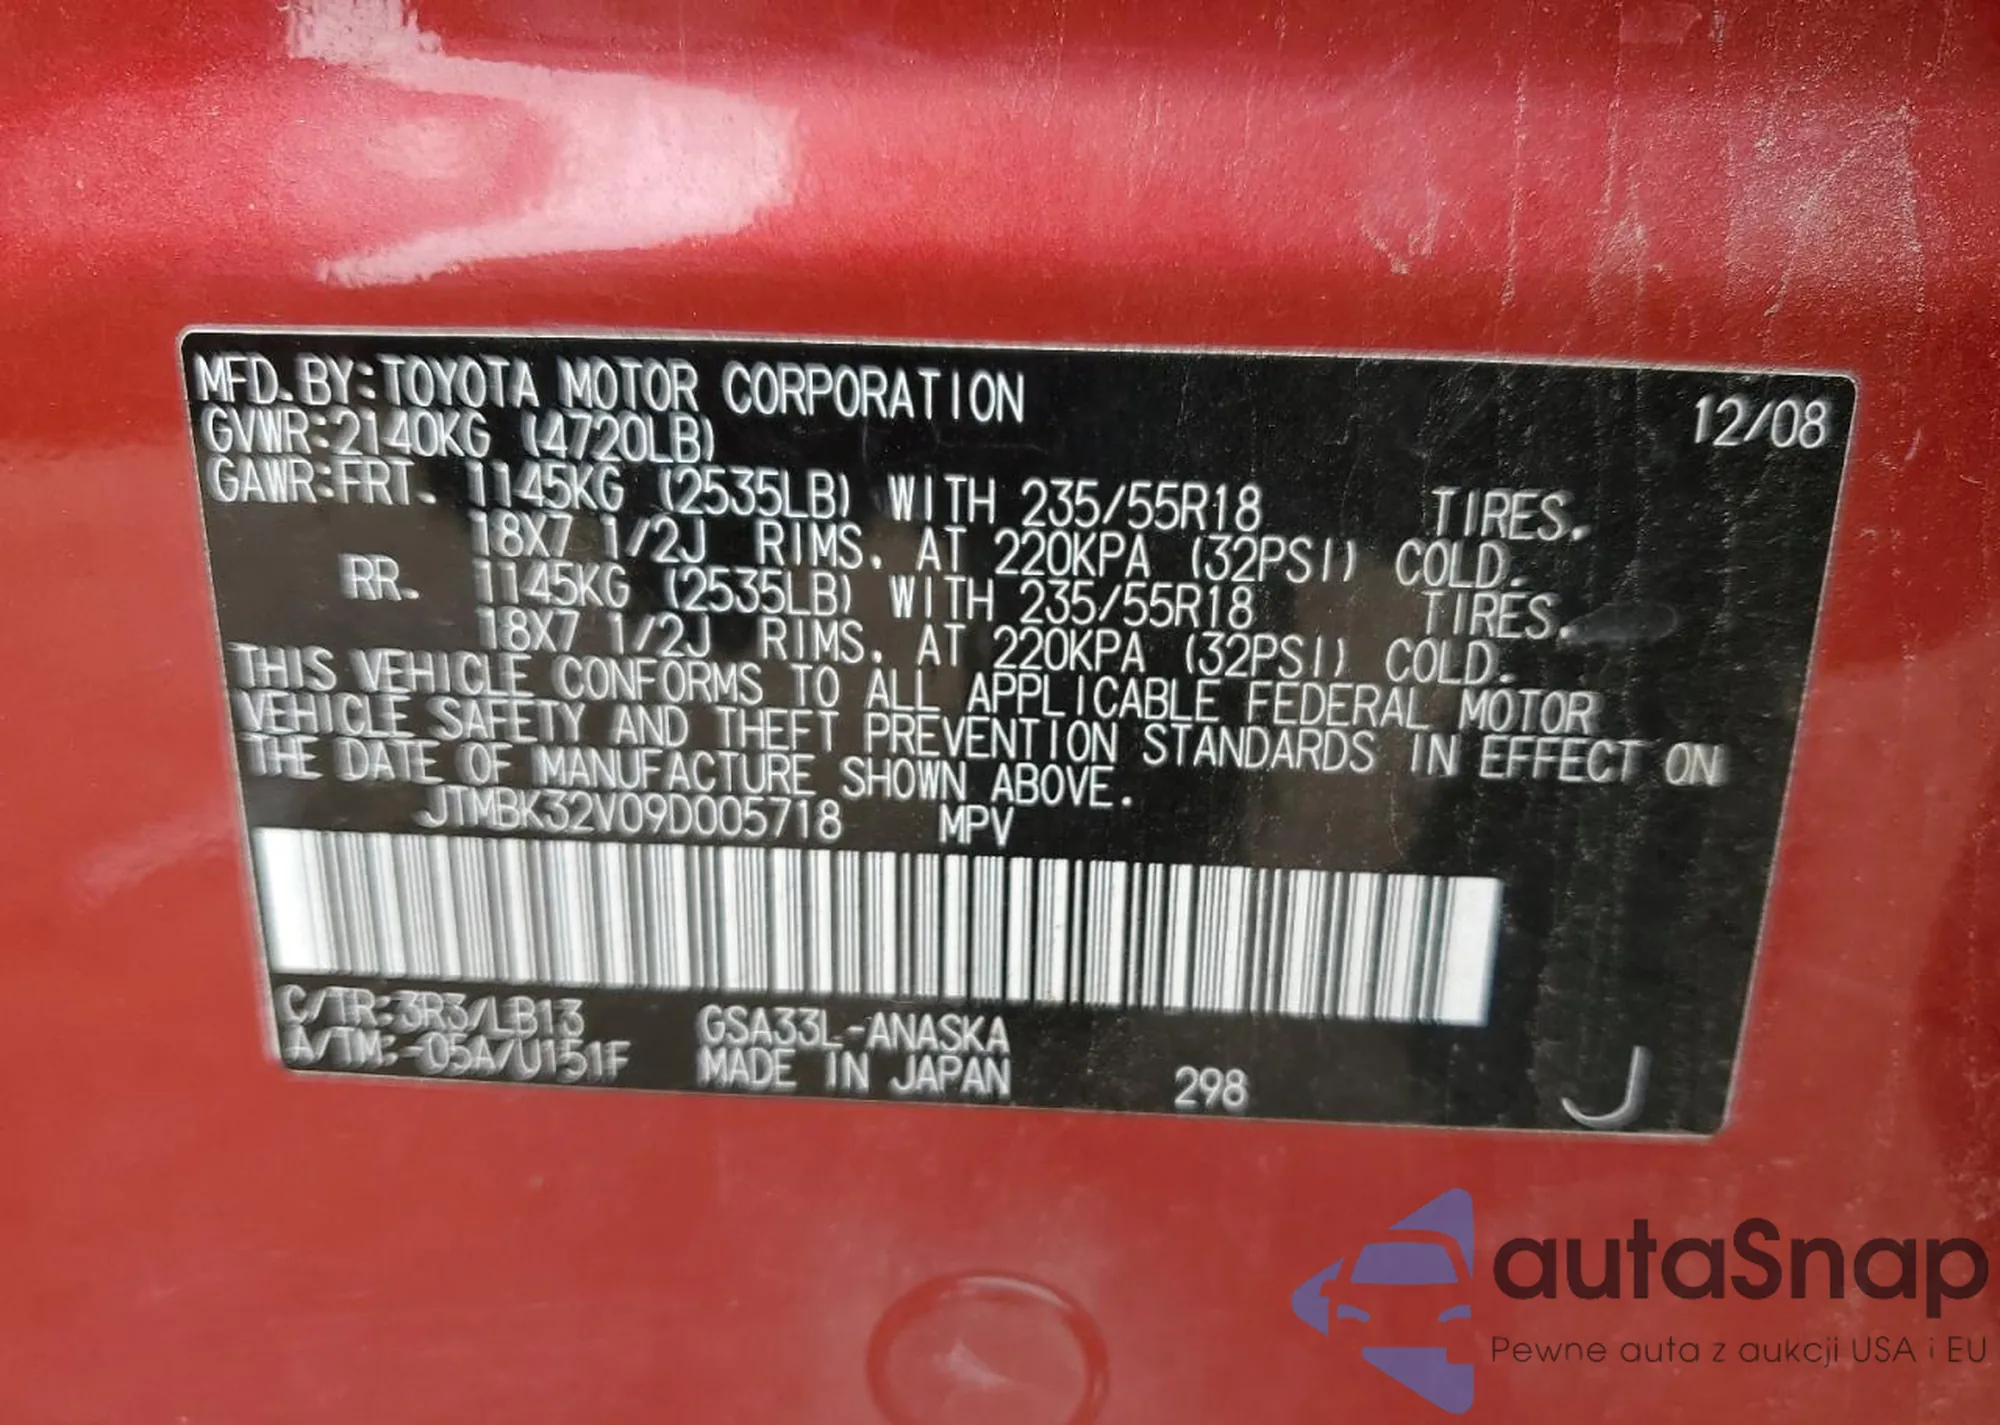 MFD.BY:TOYOTA MOTOR CORPORATION 12/08
GVWR:2140KG (4720LB)
GAWR:FRT. 1145KG (2535LB) WITH 235/55R18 TIRES.
18X7 1/2J RIMS. AT 220KPA (32PSI) COLD.
RR. 1145KG (2535LB) WITH 235/55R18 TIRES.
18X7 1/2J RIMS. AT 220KPA (32PSI) COLD.
THIS VEHICLE CONFORMS TO ALL APPLICABLE FEDERAL MOTOR
VEHICLE SAFETY AND THEFT PREVENTION STANDARDS IN EFFECT ON
THE DATE OF MANUFACTURE SHOWN ABOVE.
JTMBK32V09D005718 MPV
C/TR:3R3/LB13 GSA33L-ANASKA
A/TM:-05A/U151F MADE IN JAPAN 298 J
autoSnap
Pewne auta z aukcji USA i EU